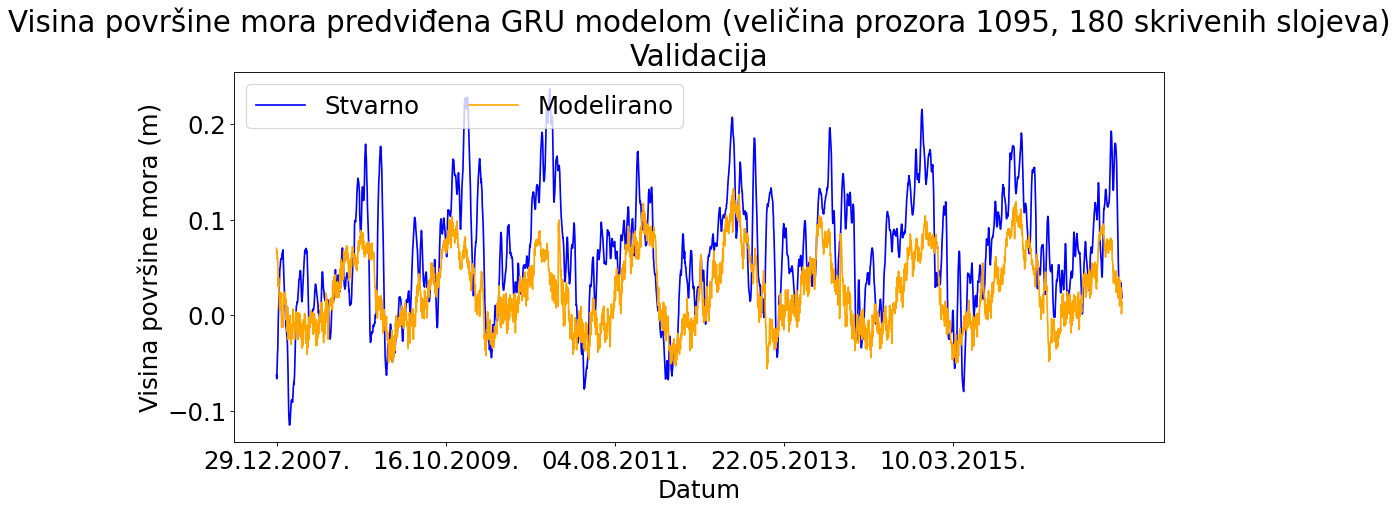 Visina površine mora predviđena GRU modelom (veličina prozora 1095, 180 skrivenih slojeva)
Validacija
Stvarno
Modelirano
Visina površine mora (m)
0.2
0.1
0.0
−0.1
29.12.2007.
16.10.2009.
04.08.2011.
22.05.2013.
10.03.2015.
Datum